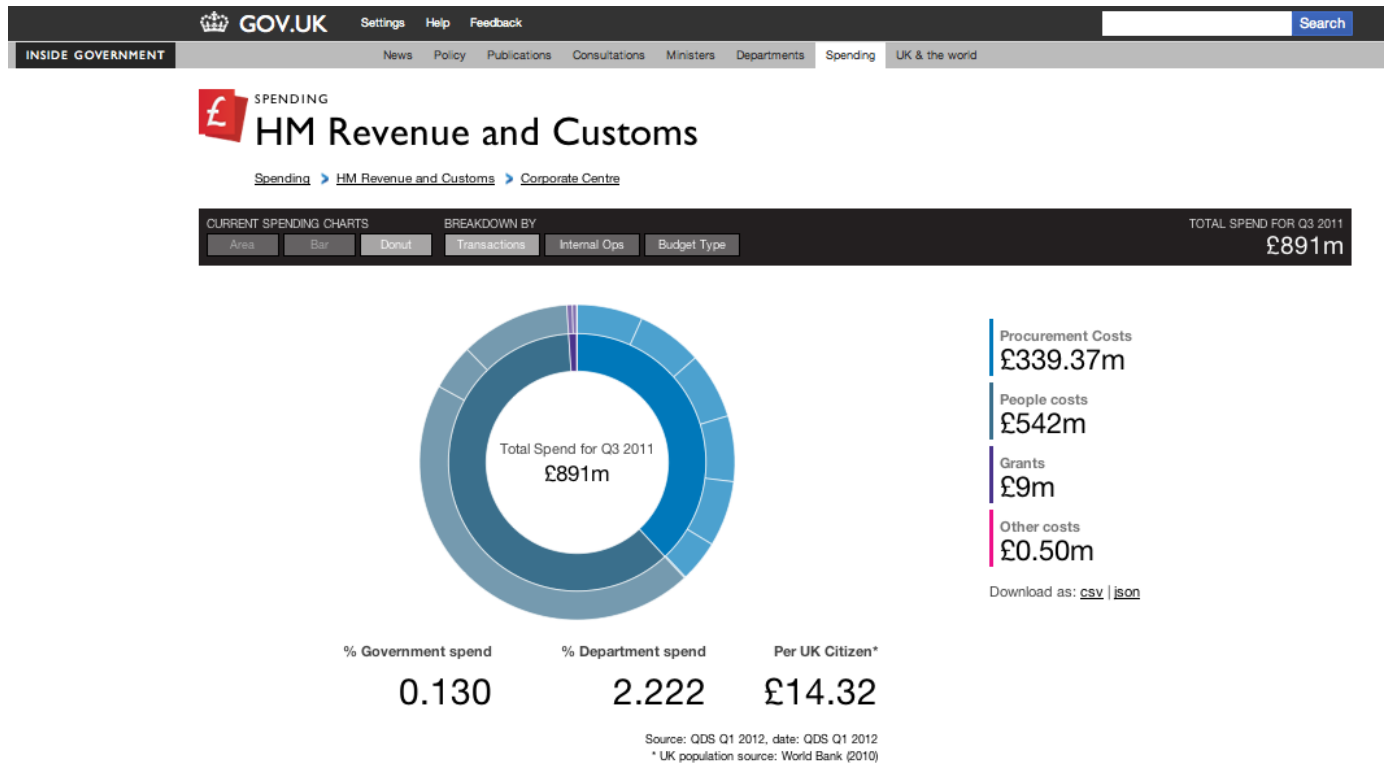 GOV.UK Settings Help Feedback Search
INSIDE GOVERNMENT News Policy Publications Consultations Ministers Departments Spending UK & the world
£
SPENDING
HM Revenue and Customs
Spending > HM Revenue and Customs > Corporate Centre
CURRENT SPENDING CHARTS BREAKDOWN BY TOTAL SPEND FOR Q3 2011
Area Bar Donut Transactions Internal Ops Budget Type £891m
Total Spend for Q3 2011
£891m
Procurement Costs
£339.37m
People costs
£542m
Grants
£9m
Other costs
£0.50m
Download as: csv | json
% Government spend % Department spend Per UK Citizen*
0.130 2.222 £14.32
Source: QDS Q1 2012, date: QDS Q1 2012
* UK population source: World Bank (2010)